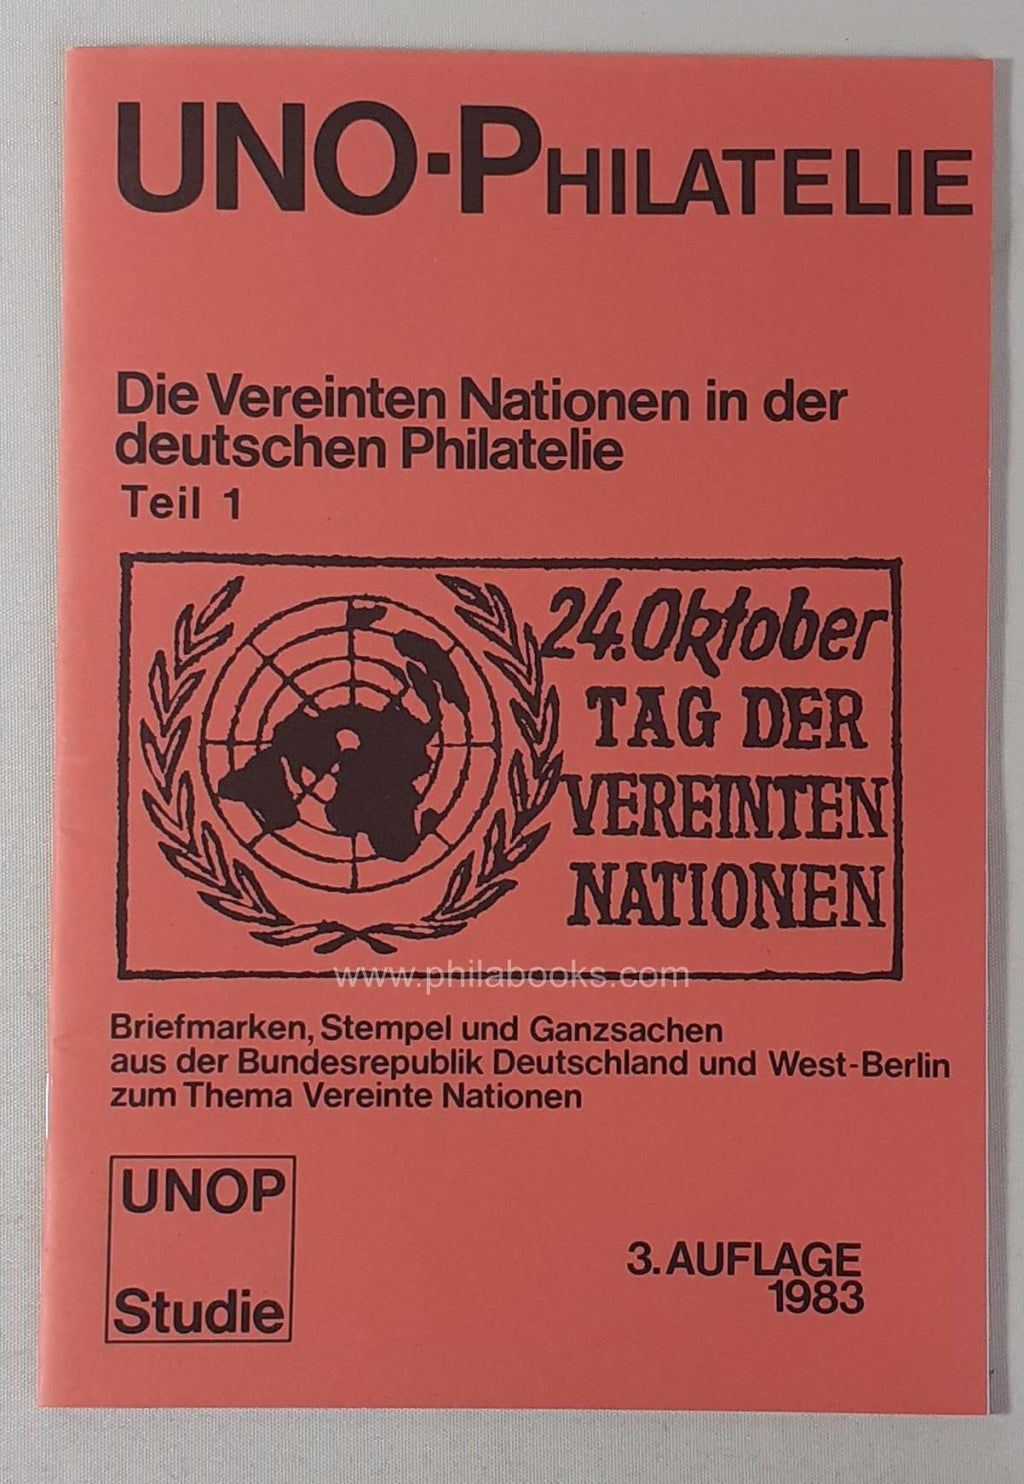 UNO-PHILATELIE
Die Vereinten Nationen in der
deutschen Philatelie
Teil 1
24. Oktober
TAG DER
VEREINTEN
NATIONEN
www.philabooks.com
Briefmarken, Stempel und Ganzsachen
aus der Bundesrepublik Deutschland und West-Berlin
zum Thema Vereinte Nationen
UNOP
Studie
3. AUFLAGE
1983